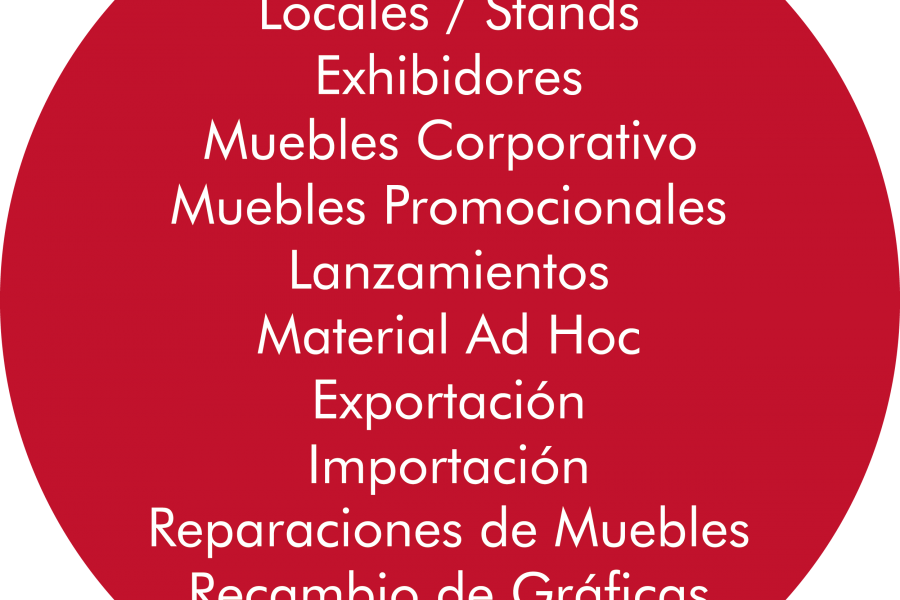 Locales / Stands
Exhibidores
Muebles Corporativo
Muebles Promocionales
Lanzamientos
Material Ad Hoc
Exportación
Importación
Reparaciones de Muebles
Recambio de Gráficas